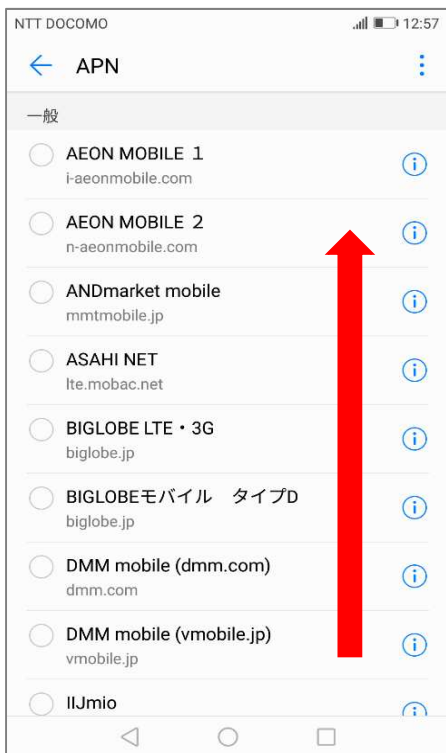 NTT DOCOMO 12:57
APN
一般
AEON MOBILE １
i-aeonmobile.com
AEON MOBILE ２
n-aeonmobile.com
ANDmarket mobile
mmtmobile.jp
ASAHI NET
lte.mobac.net
BIGLOBE LTE・3G
biglobe.jp
BIGLOBEモバイル　タイプD
biglobe.jp
DMM mobile (dmm.com)
dmm.com
DMM mobile (vmobile.jp)
vmobile.jp
IIJmio